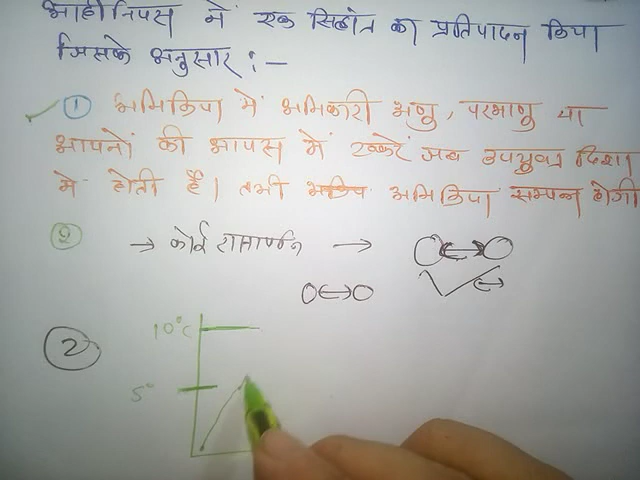 आर्हीनियस ने एक सिद्धांत का प्रतिपादन किया
जिसके अनुसार :-
① अभिक्रिया में अभिकारी अणु, परमाणु या
आयनों की आपस में टक्करें जब उपयुक्त दिशा
मे होती है। तभी अभिक्रिया सम्पन्न होगी
२ → कोई →
10°C
2
5°